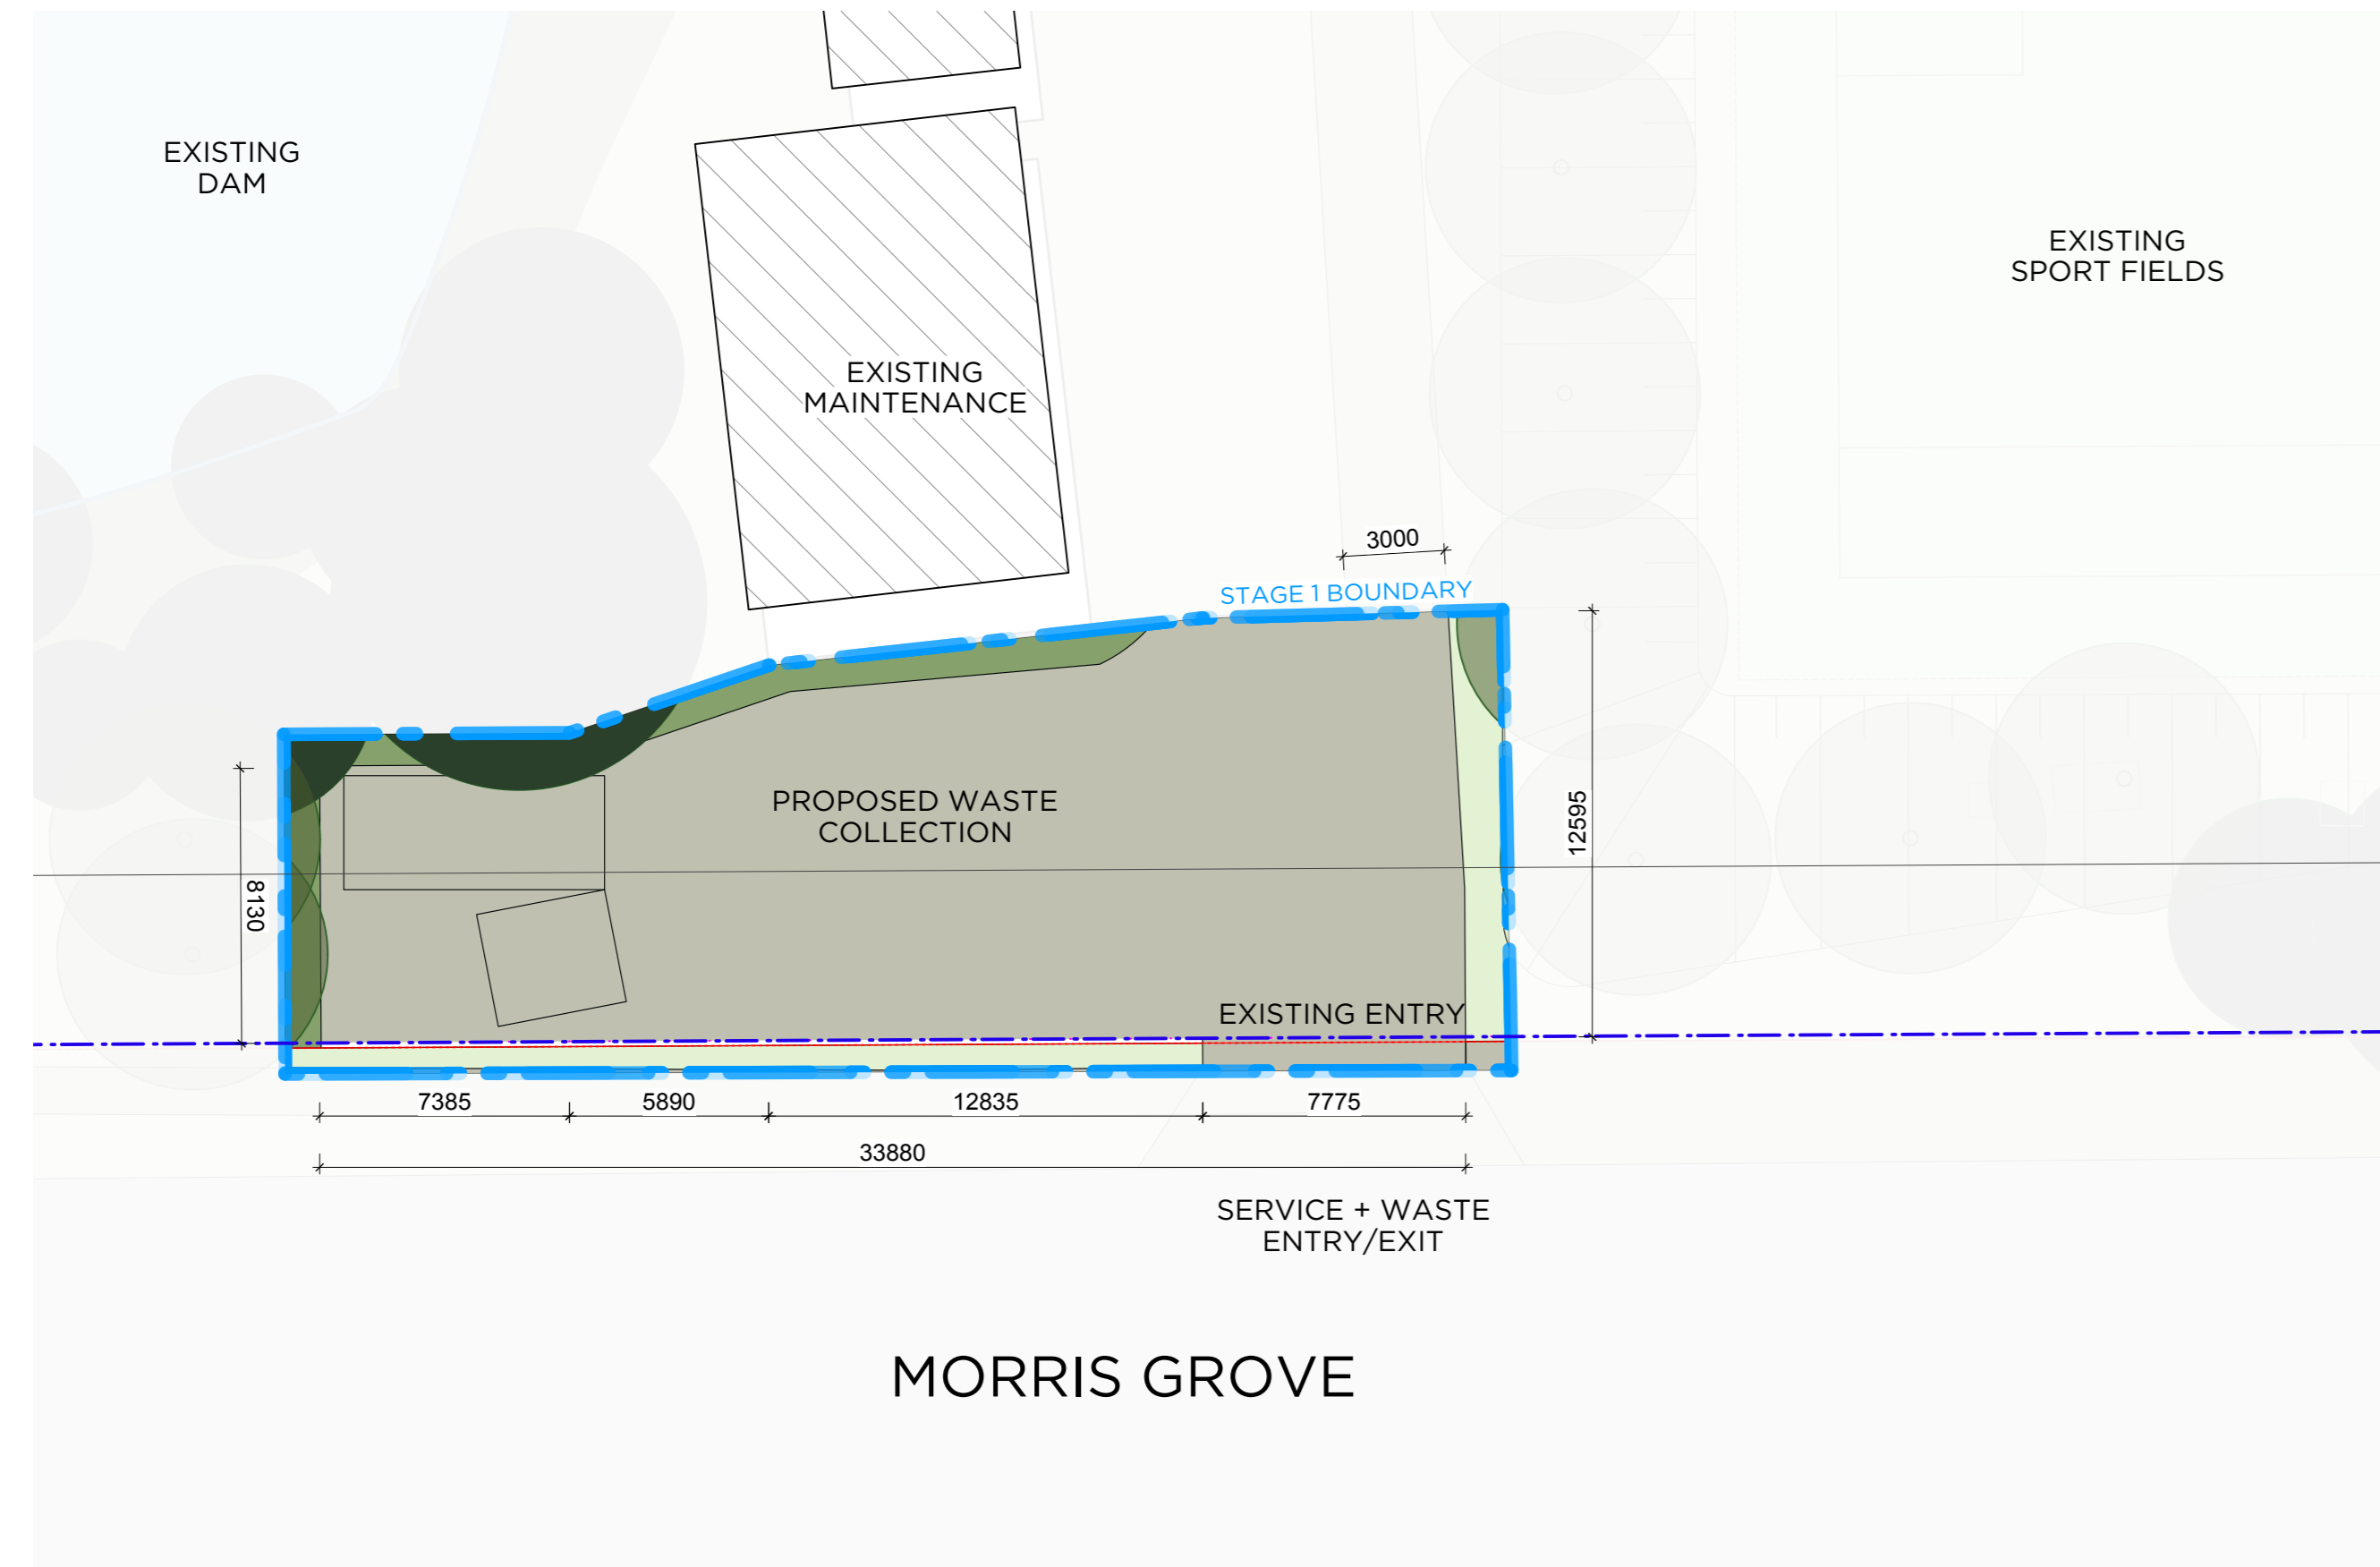 EXISTING
DAM
EXISTING
SPORT FIELDS
EXISTING
MAINTENANCE
3000
STAGE 1 BOUNDARY
PROPOSED WASTE
COLLECTION
12595
8130
EXISTING ENTRY
7385
5890
12835
7775
33880
SERVICE + WASTE
ENTRY/EXIT
MORRIS GROVE